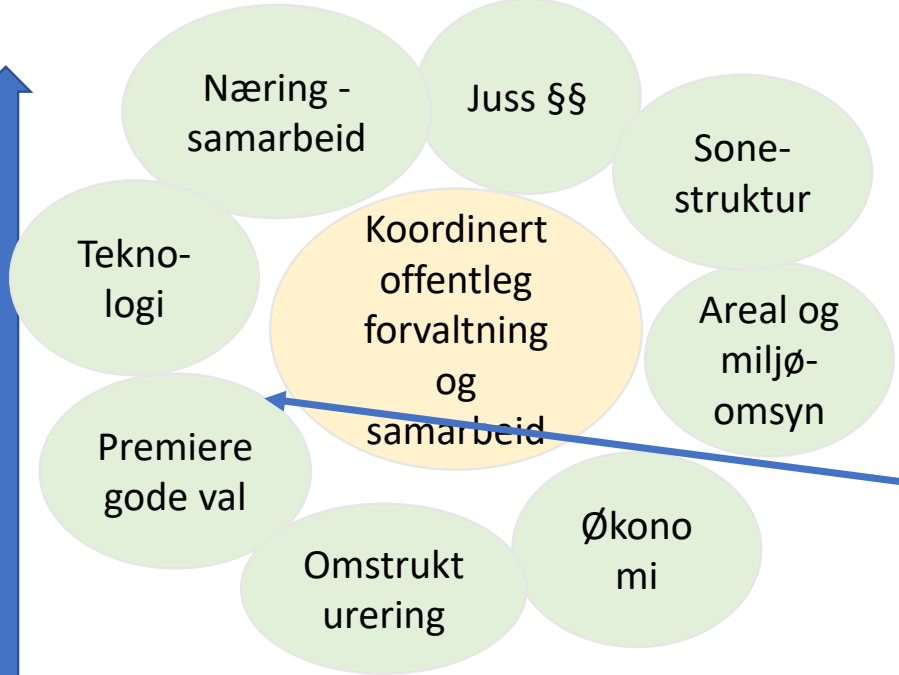 Næring -
samarbeid
Juss §§
Sone-
struktur
Tekno-
logi
Koordinert
offentleg
forvaltning
og
samarbeid
Areal og
miljø-
omsyn
Premiere
gode val
Omstrukt
urering
Økono
mi